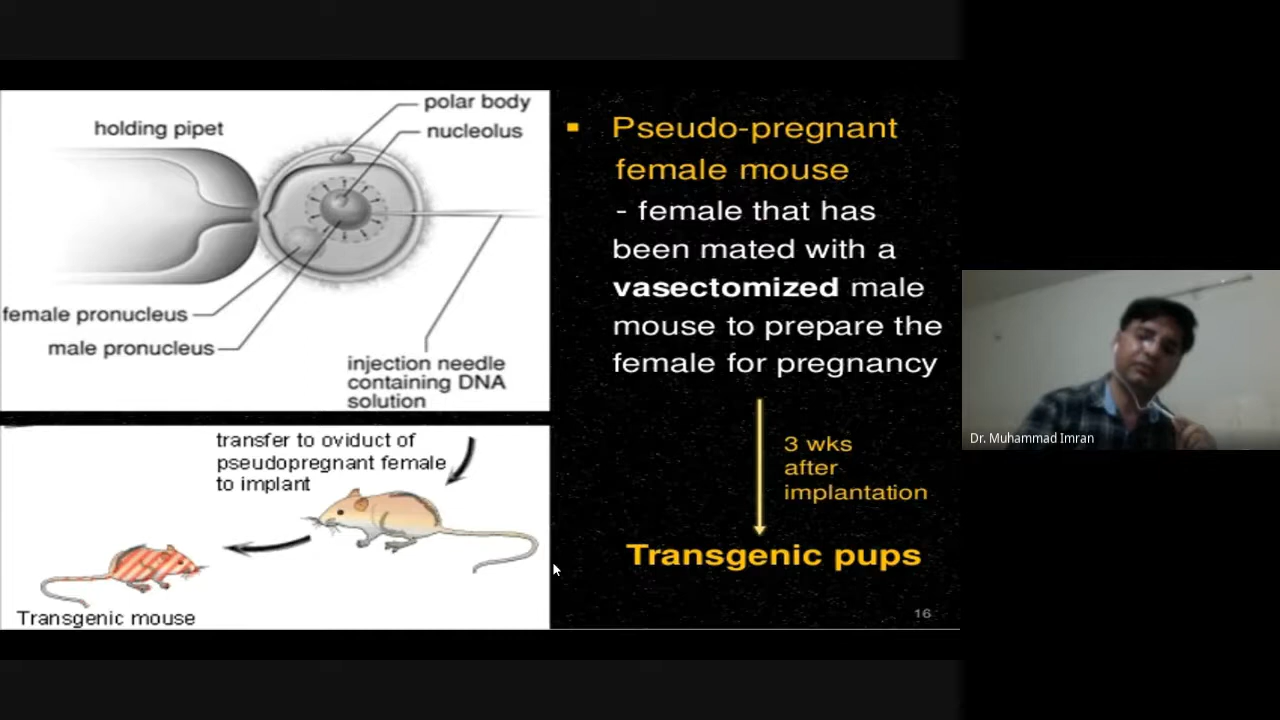 polar body
holding pipet
nucleolus
female pronucleus
male pronucleus
injection needle
containing DNA
solution
transfer to oviduct of
pseudopregnant female
to implant
Transgenic mouse
▪ Pseudo-pregnant
female mouse
- female that has
been mated with a
vasectomized male
mouse to prepare the
female for pregnancy
3 wks
after
implantation
Transgenic pups
16
Dr. Muhammad Imran